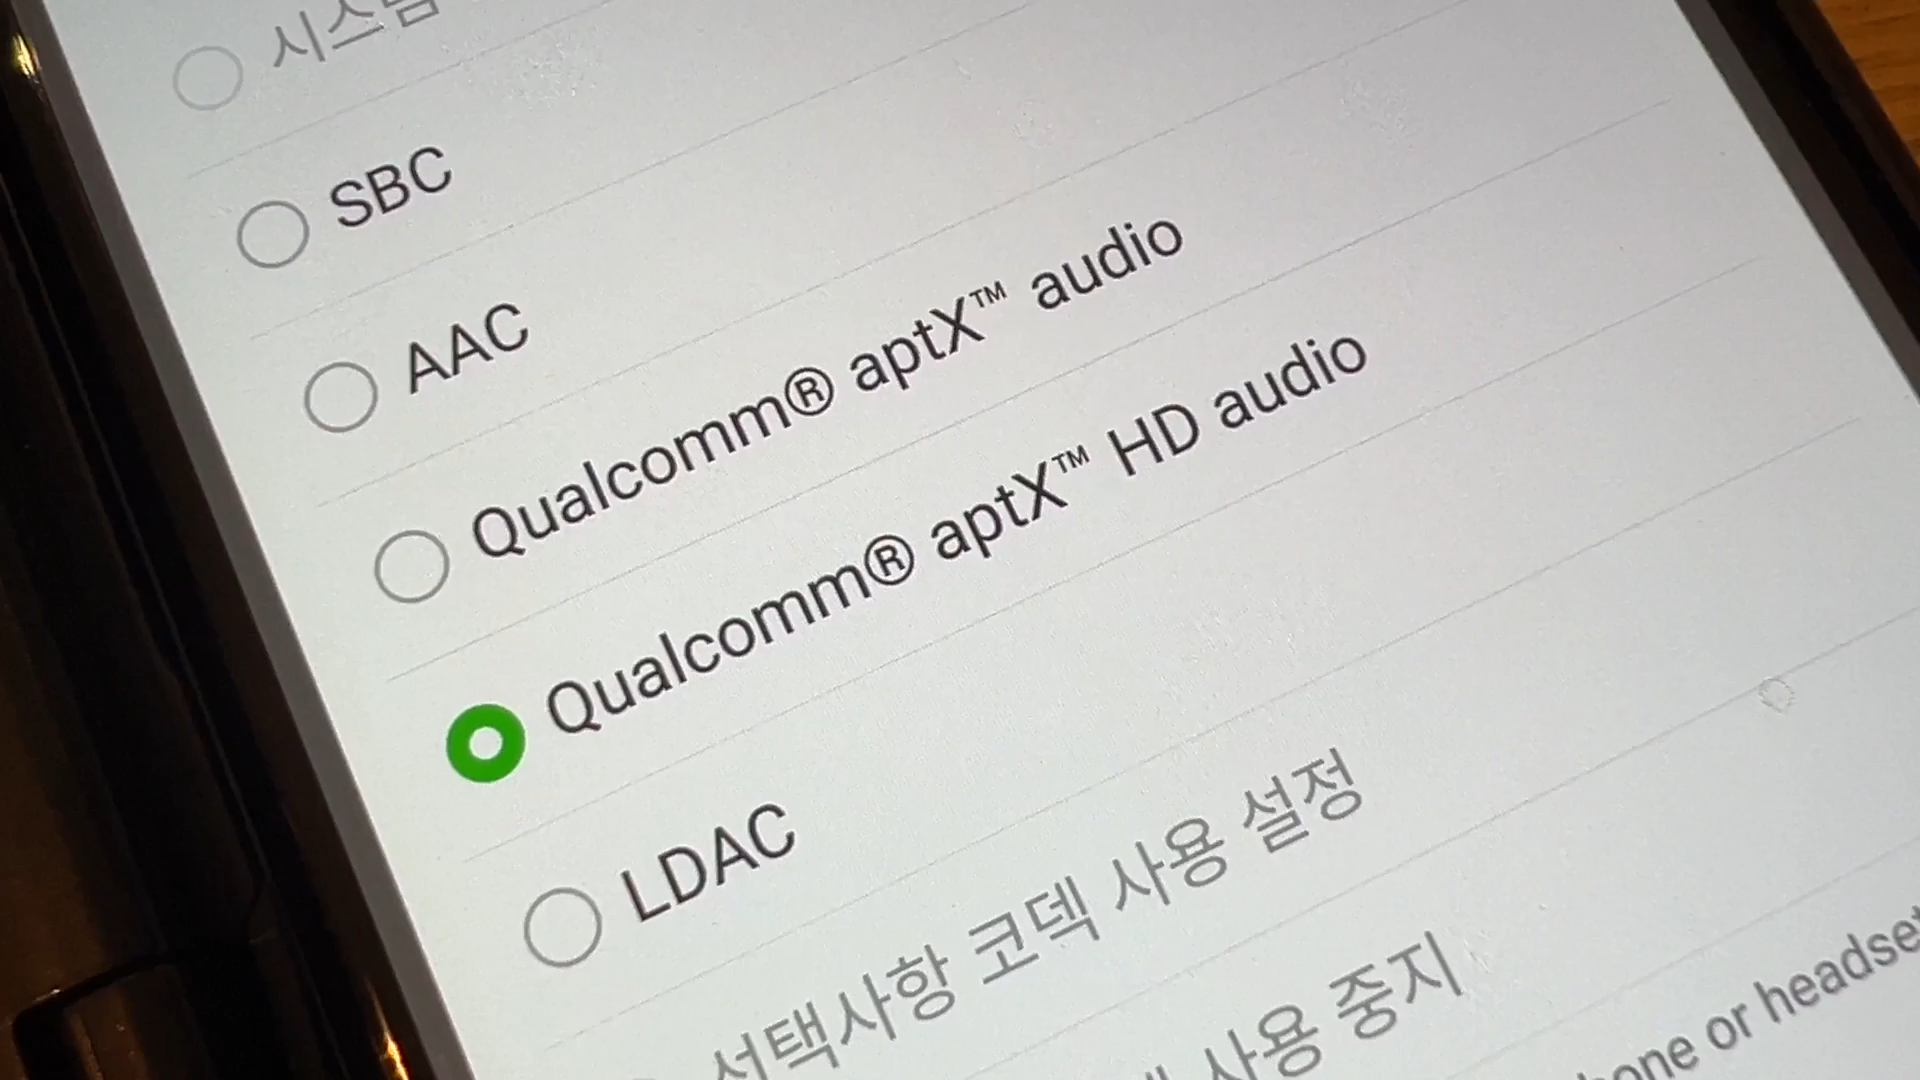 시스템
SBC
AAC
Qualcomm® aptX™ audio
Qualcomm® aptX™ HD audio
LDAC
선택사항 코덱 사용 설정
사용 중지
or headset